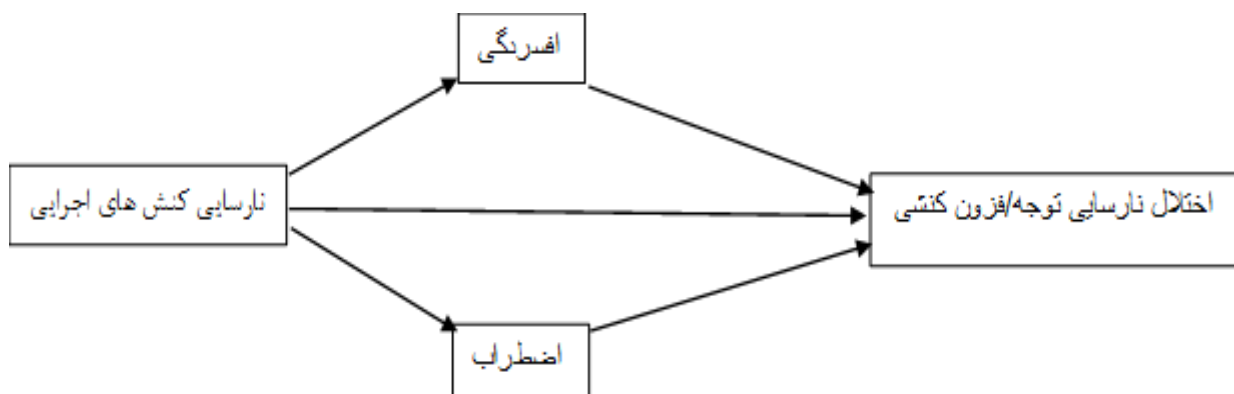 افسردگی
نارسایی کنش های اجرایی
اختلال نارسایی توجه/فزون کنشی
اضطراب